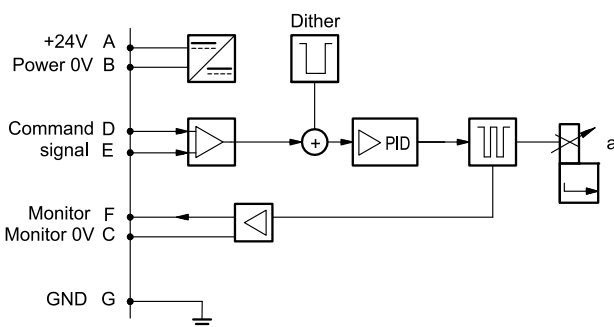 Dither
+24V A
Power 0V B
Command D
signal E
+
PID
a
Monitor F
Monitor 0V C
GND G